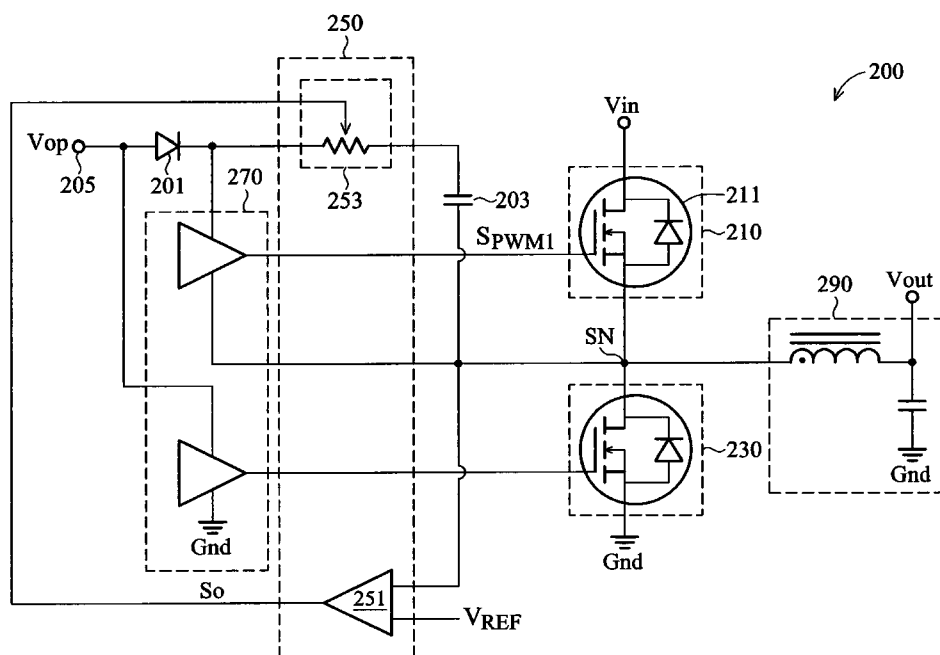 250
200
Vin
Vop
205
201
270
253
203
211
210
SPWM1
Vout
290
SN
230
Gnd
Gnd
Gnd
So
251
VREF